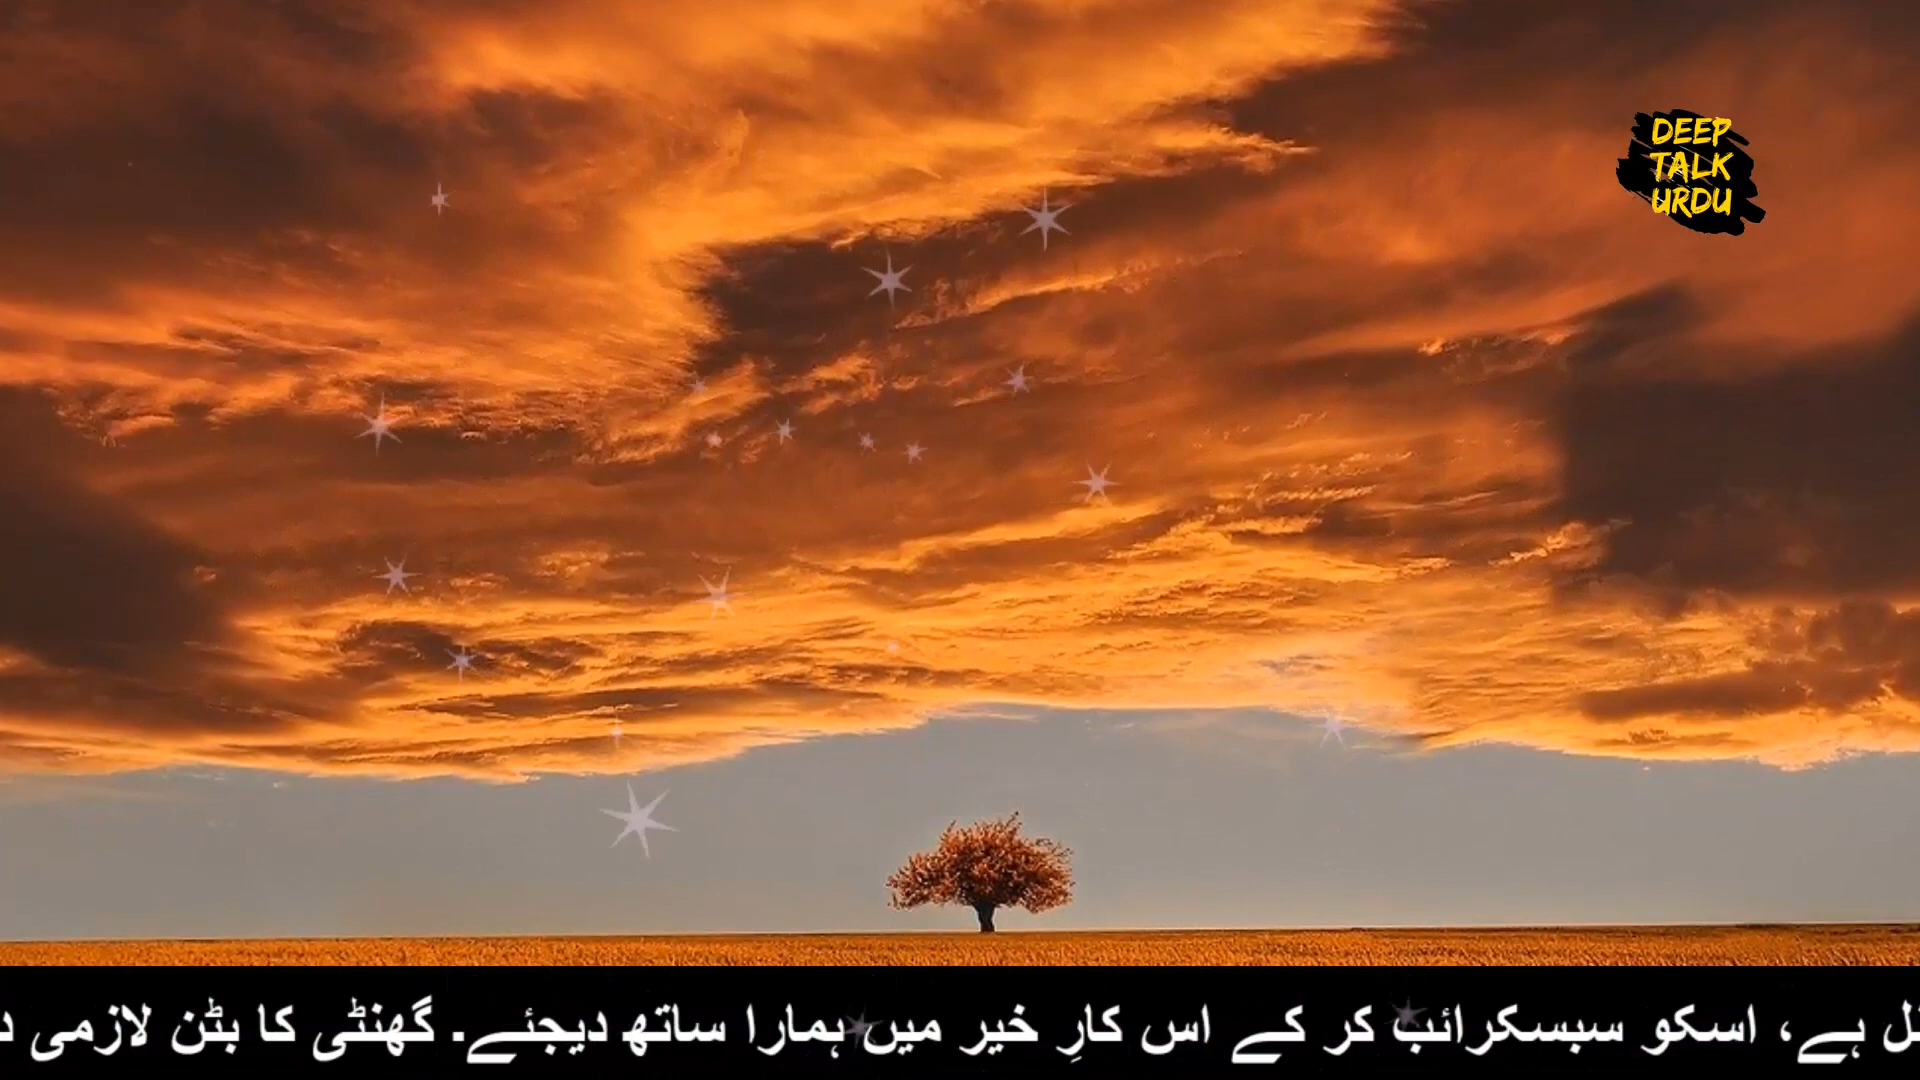 DEEP
TALK
URDU
ہے، اسکو سبسکرائب کر کے اس کارِ خیر میں ہمارا ساتھ دیجئے۔ گھنٹی کا بٹن لازمی